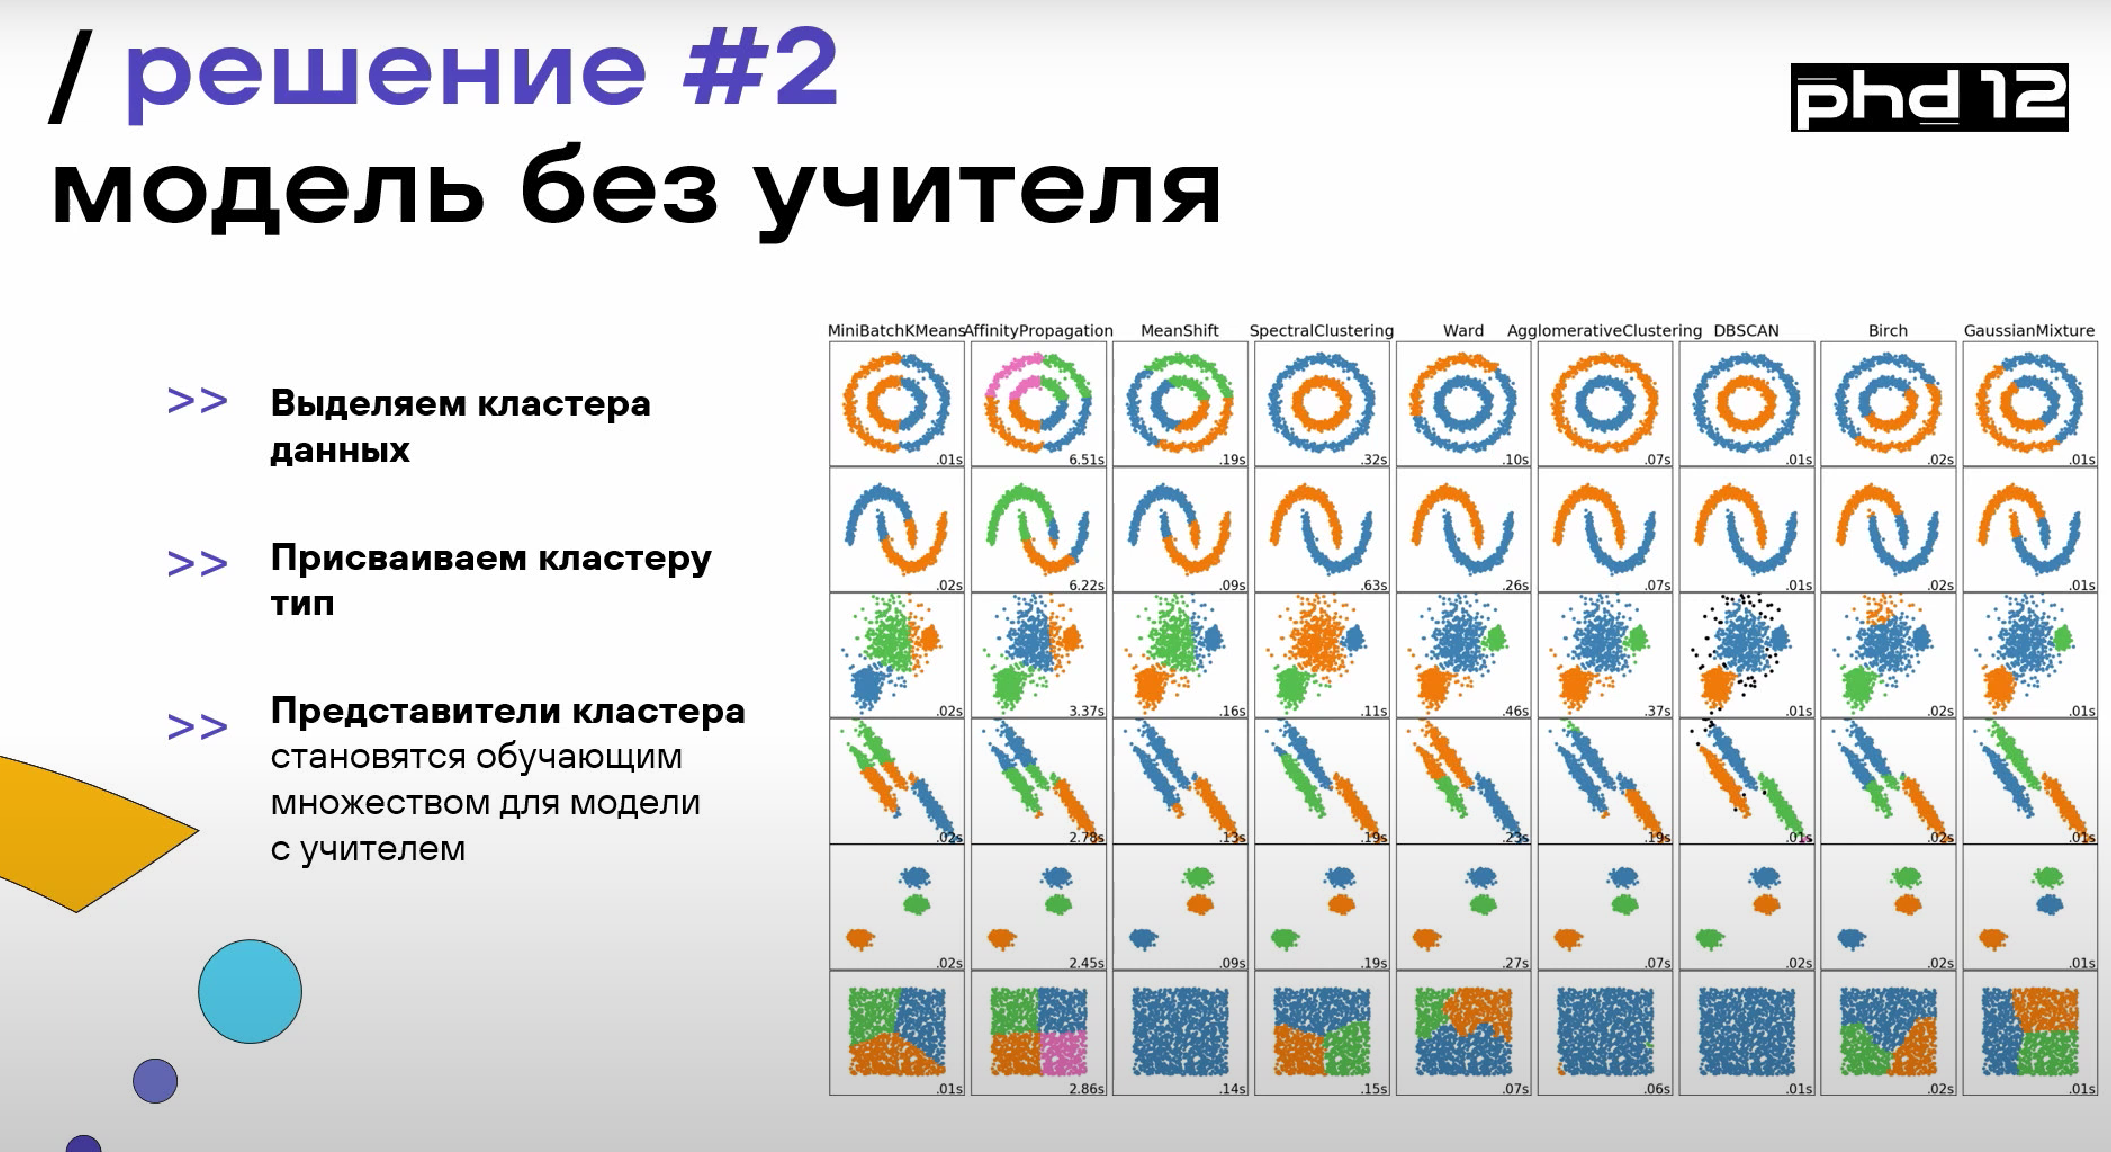 / решение #2
модель без учителя
phd 12
>> Выделяем кластера
данных
>> Присваиваем кластеру
тип
>> Представители кластера
становятся обучающим
множеством для модели
с учителем
MiniBatchKMeans AffinityPropagation MeanShift SpectralClustering Ward AgglomerativeClustering DBSCAN Birch GaussianMixture
.01s 6.51s .19s .32s .10s .07s .01s .02s .01s
.02s 6.22s .09s .63s .26s .07s .01s .02s .01s
.02s 3.37s .16s .11s .46s .37s .01s .02s .01s
.02s 2.78s .13s .19s .23s .19s .01s .02s .01s
.02s 2.45s .09s .19s .27s .07s .02s .02s .01s
.01s 2.86s .14s .15s .07s .06s .01s .02s .01s